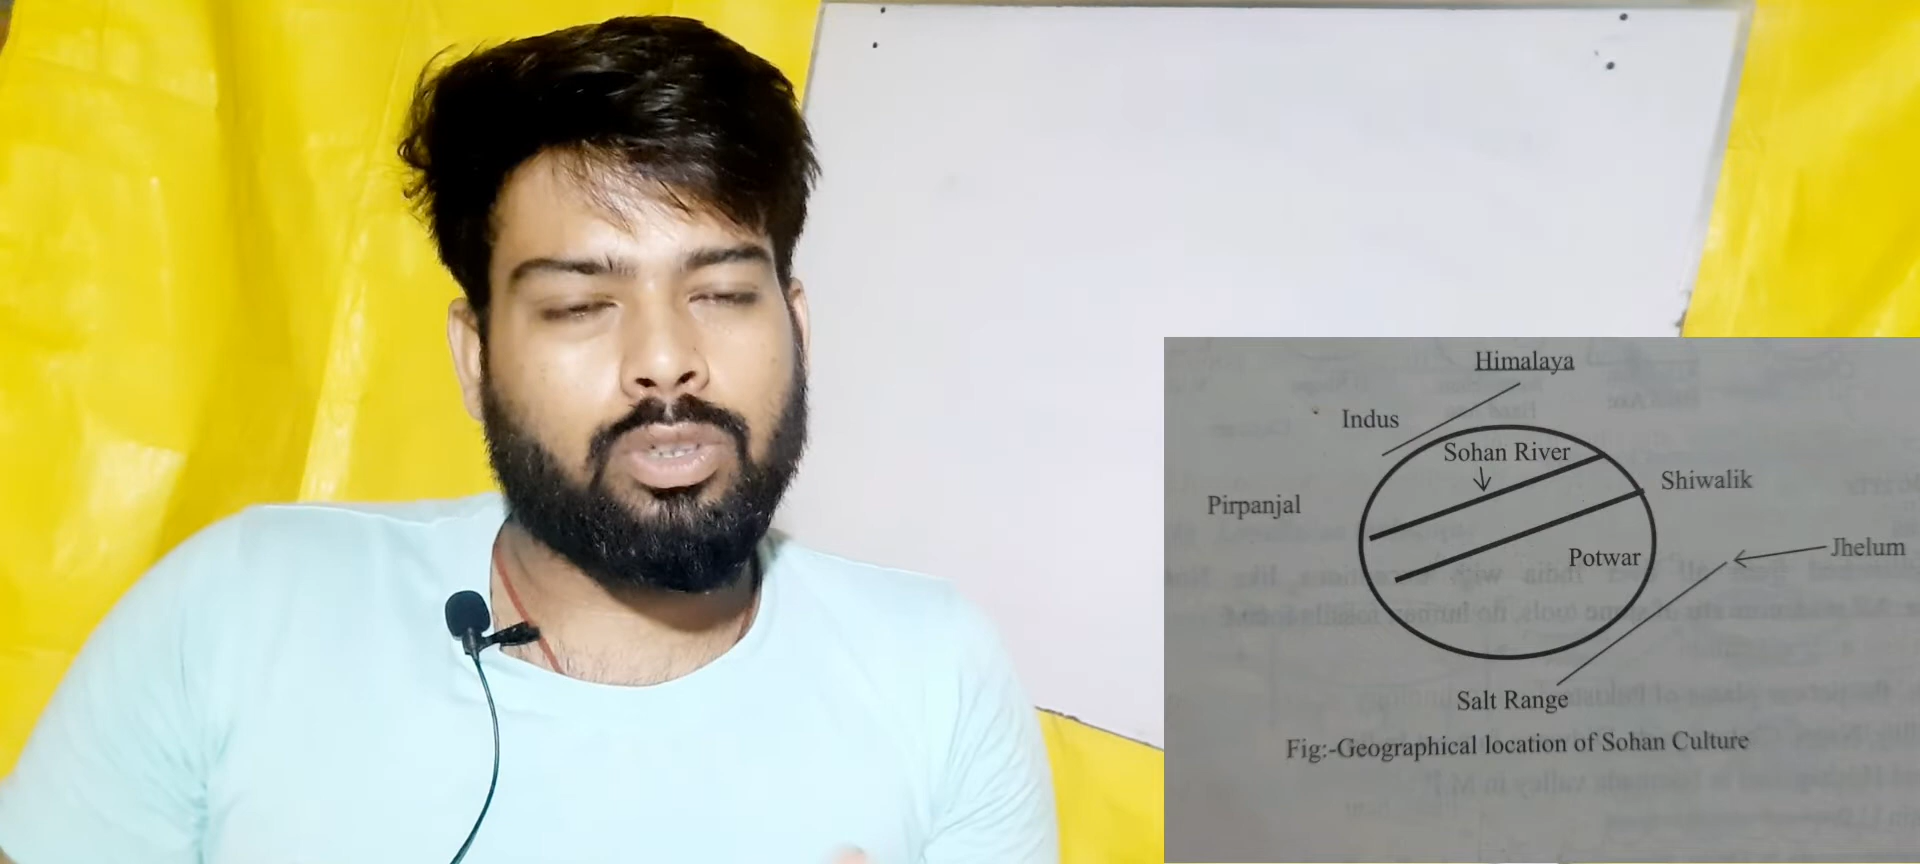 Himalaya
Indus
Sohan River
Pirpanjal
Shiwalik
Potwar
Jhelum
Salt Range
Fig:-Geographical location of Sohan Culture